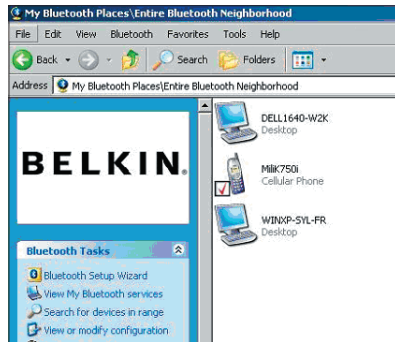 My Bluetooth Places\Entire Bluetooth Neighborhood
File Edit View Bluetooth Favorites Tools Help
Back Search Folders
Address My Bluetooth Places\Entire Bluetooth Neighborhood
BELKIN.
Bluetooth Tasks
Bluetooth Setup Wizard
View My Bluetooth services
Search for devices in range
View or modify configuration
DELL1640-W2K
Desktop
MiliK750i
Cellular Phone
WINXP-SYL-FR
Desktop